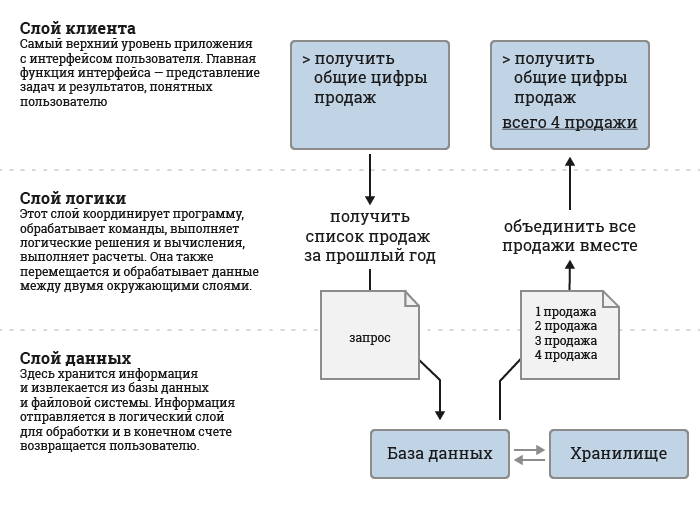 Слой клиента
Самый верхний уровень приложения
с интерфейсом пользователя. Главная
функция интерфейса — представление
задач и результатов, понятных
пользователю
> получить
общие цифры
продаж
> получить
общие цифры
продаж
всего 4 продажи
Слой логики
Этот слой координирует программу,
обрабатывает команды, выполняет
логические решения и вычисления,
выполняет расчеты. Она также
перемещается и обрабатывает данные
между двумя окружающими слоями.
получить
список продаж
за прошлый год
объединить все
продажи вместе
запрос
1 продажа
2 продажа
3 продажа
4 продажа
Слой данных
Здесь хранится информация
и извлекается из базы данных
и файловой системы. Информация
отправляется в логический слой
для обработки и в конечном счете
возвращается пользователю.
База данных
Хранилище